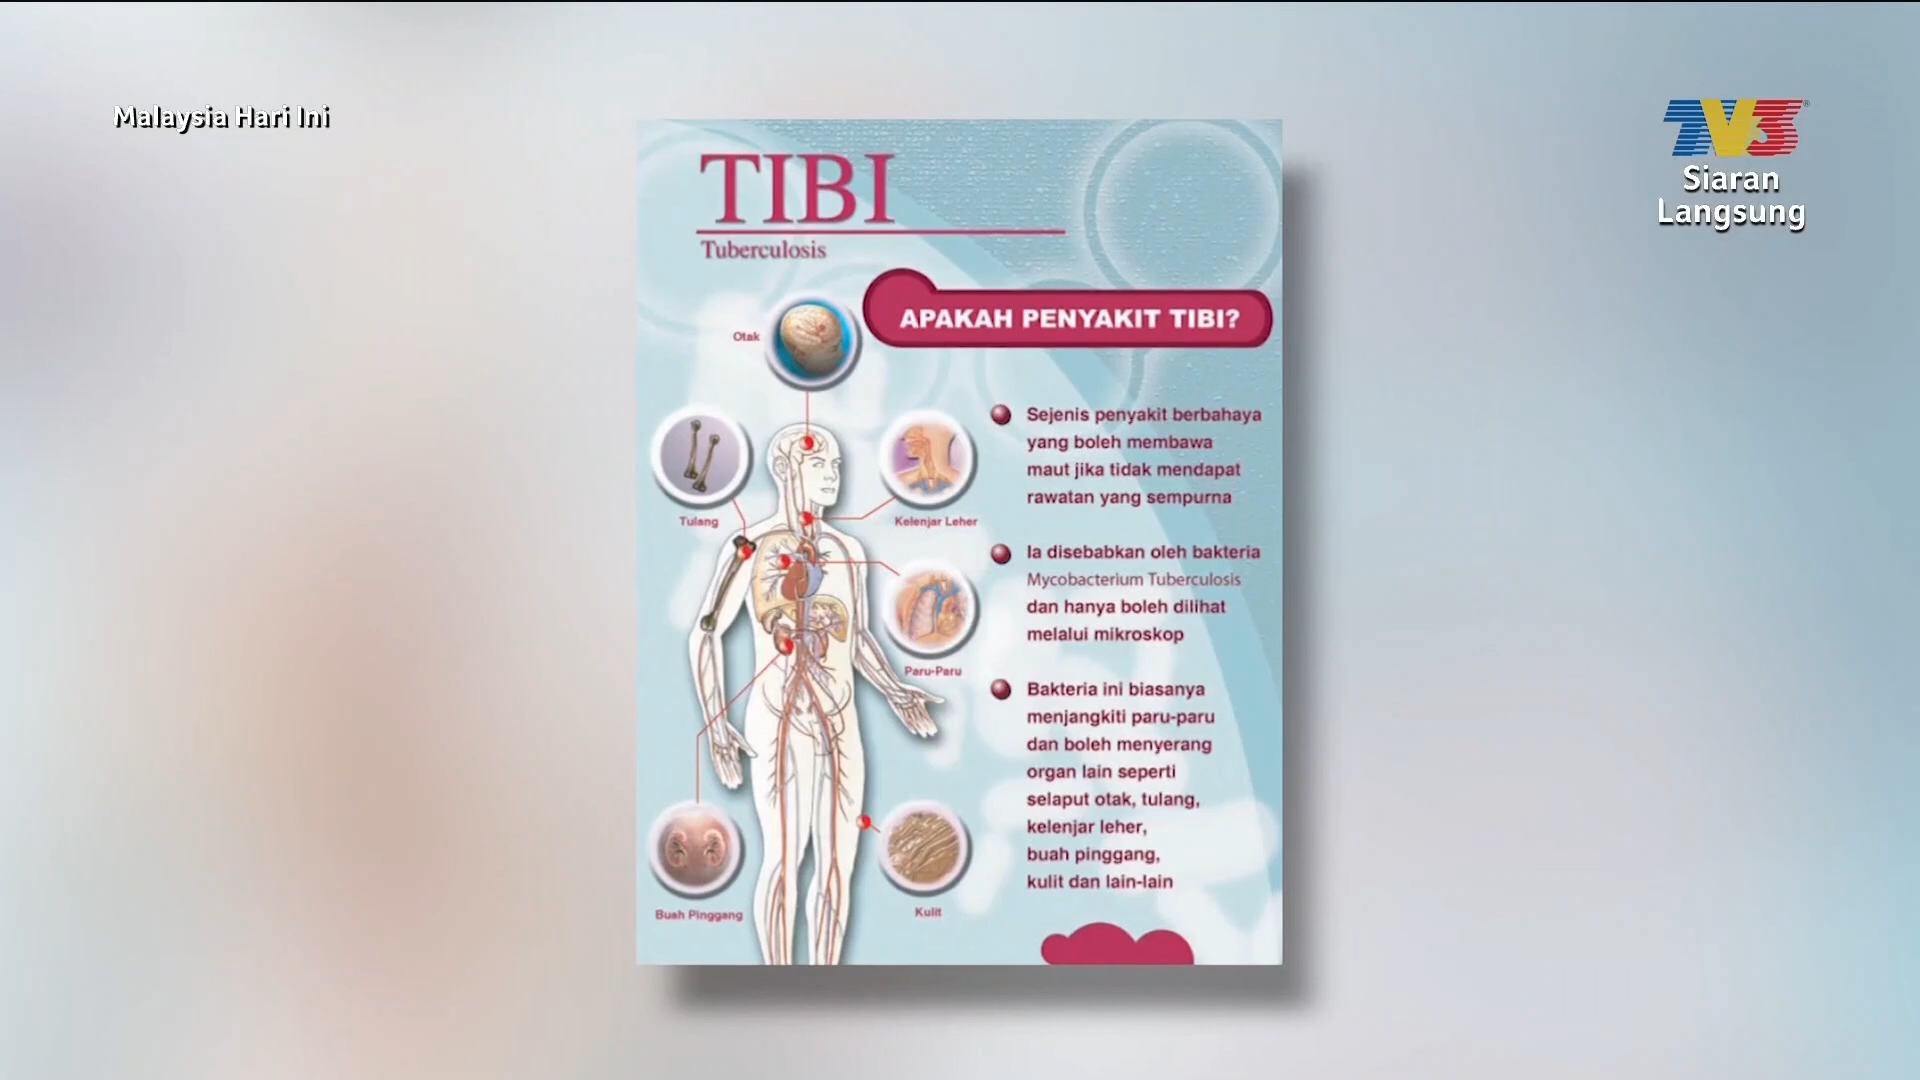 Malaysia Hari Ini
TV3
Siaran
Langsung
TIBI
Tuberculosis
APAKAH PENYAKIT TIBI?
Otak
Tulang
Kelenjar Leher
Paru-Paru
Buah Pinggang
Kulit
Sejenis penyakit berbahaya
yang boleh membawa
maut jika tidak mendapat
rawatan yang sempurna
Ia disebabkan oleh bakteria
Mycobacterium Tuberculosis
dan hanya boleh dilihat
melalui mikroskop
Bakteria ini biasanya
menjangkiti paru-paru
dan boleh menyerang
organ lain seperti
selaput otak, tulang,
kelenjar leher,
buah pinggang,
kulit dan lain-lain